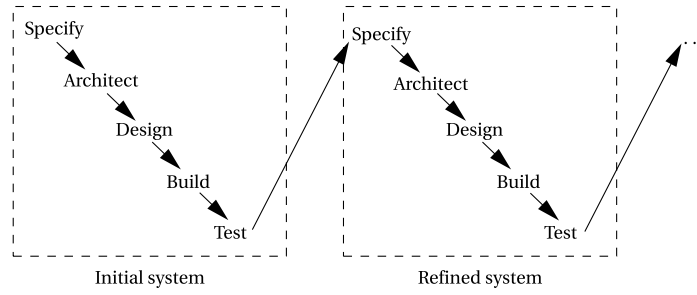 Specify
Architect
Design
Build
Test
Initial system
Specify
Architect
Design
Build
Test
Refined system
...